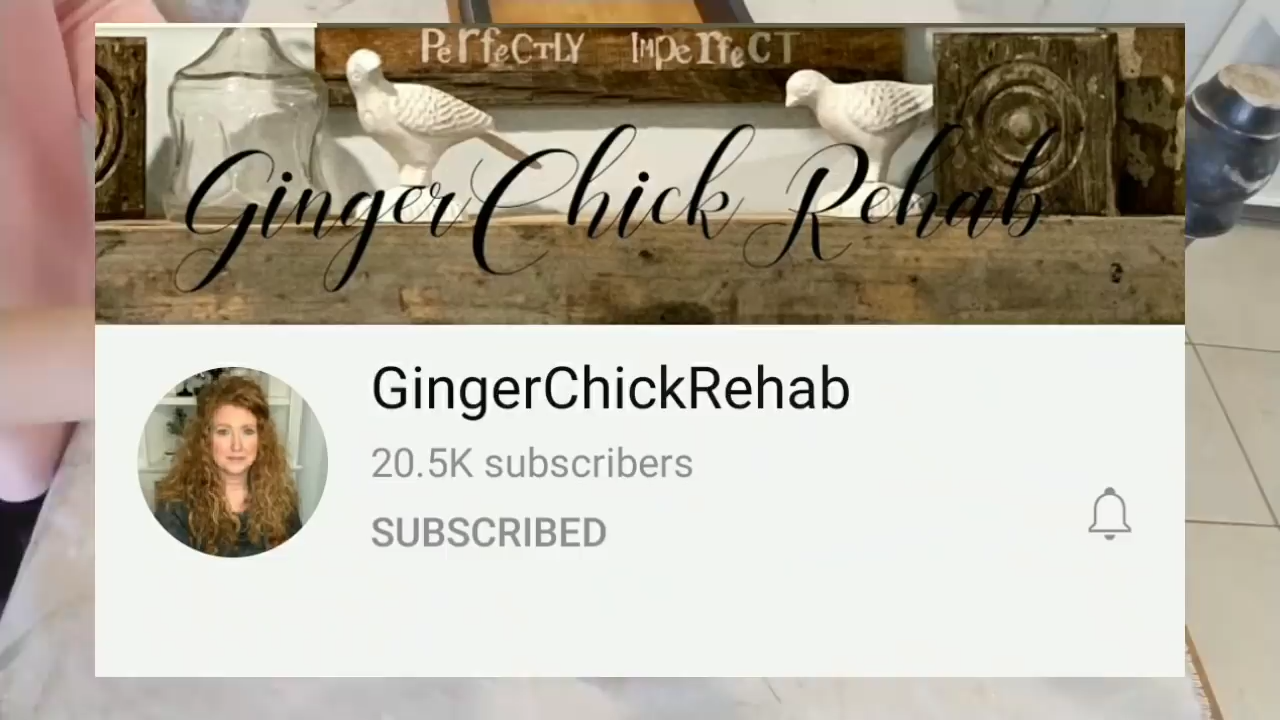 PerfeCTLY ImperfeCT
GingerChick Rehab
GingerChickRehab
20.5K subscribers
SUBSCRIBED